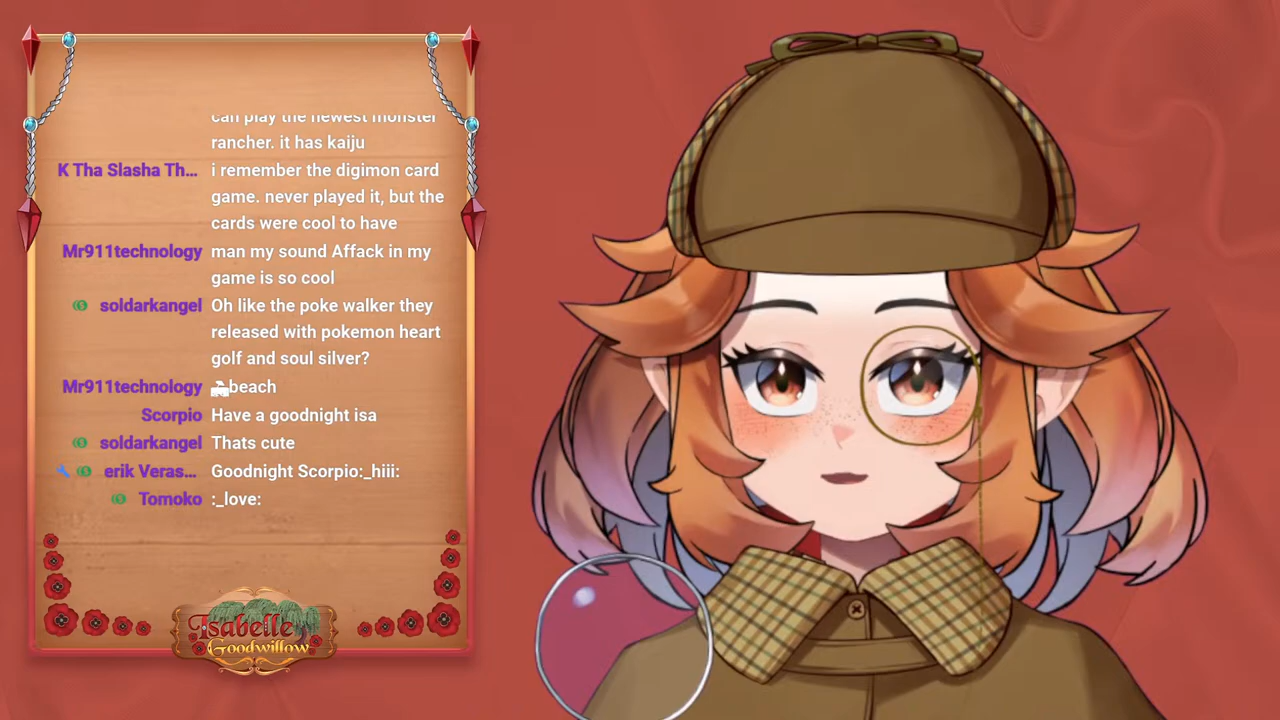 can play the newest monster
rancher. it has kaiju
K Tha Slasha Th... i remember the digimon card
game. never played it, but the
cards were cool to have
Mr911technology man my sound Affack in my
game is so cool
soldarkangel Oh like the poke walker they
released with pokemon heart
golf and soul silver?
Mr911technology beach
Scorpio Have a goodnight isa
soldarkangel Thats cute
erik Veras... Goodnight Scorpio:_hiii:
Tomoko :_love:
Isabelle
Goodwillow